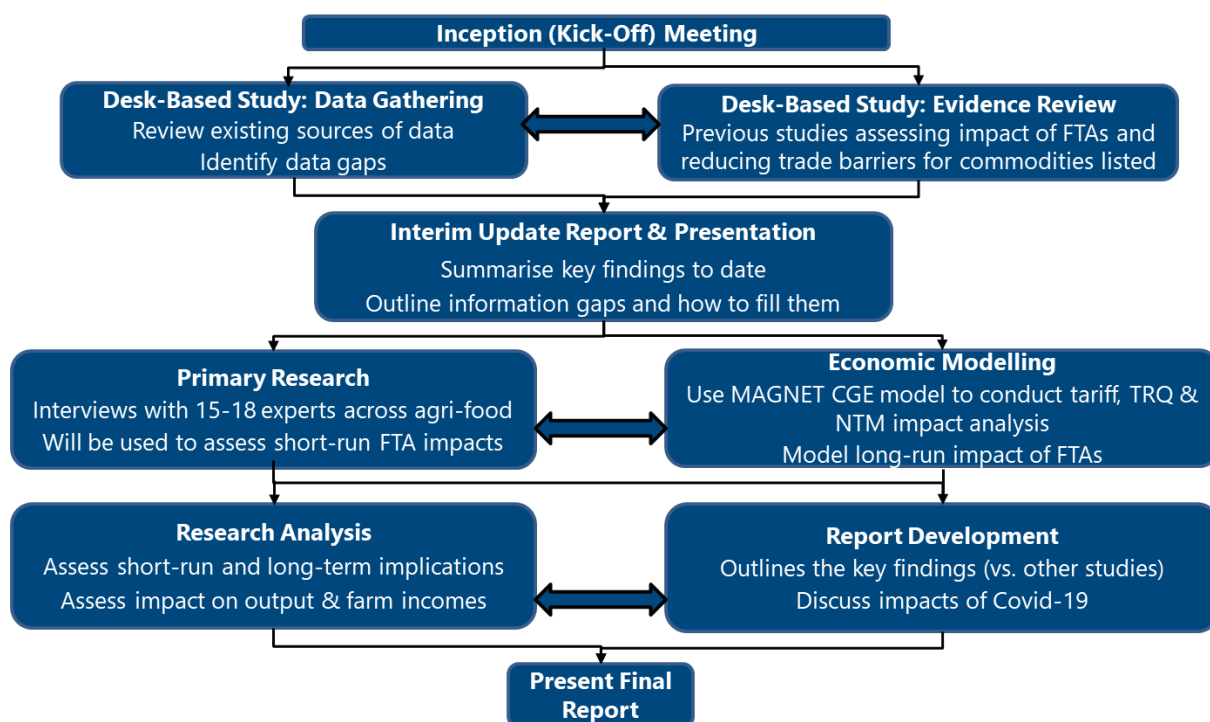 Inception (Kick-Off) Meeting
Desk-Based Study: Data Gathering
Review existing sources of data
Identify data gaps
Desk-Based Study: Evidence Review
Previous studies assessing impact of FTAs and
reducing trade barriers for commodities listed
Interim Update Report & Presentation
Summarise key findings to date
Outline information gaps and how to fill them
Primary Research
Interviews with 15-18 experts across agri-food
Will be used to assess short-run FTA impacts
Economic Modelling
Use MAGNET CGE model to conduct tariff, TRQ &
NTM impact analysis
Model long-run impact of FTAs
Research Analysis
Assess short-run and long-term implications
Assess impact on output & farm incomes
Report Development
Outlines the key findings (vs. other studies)
Discuss impacts of Covid-19
Present Final
Report